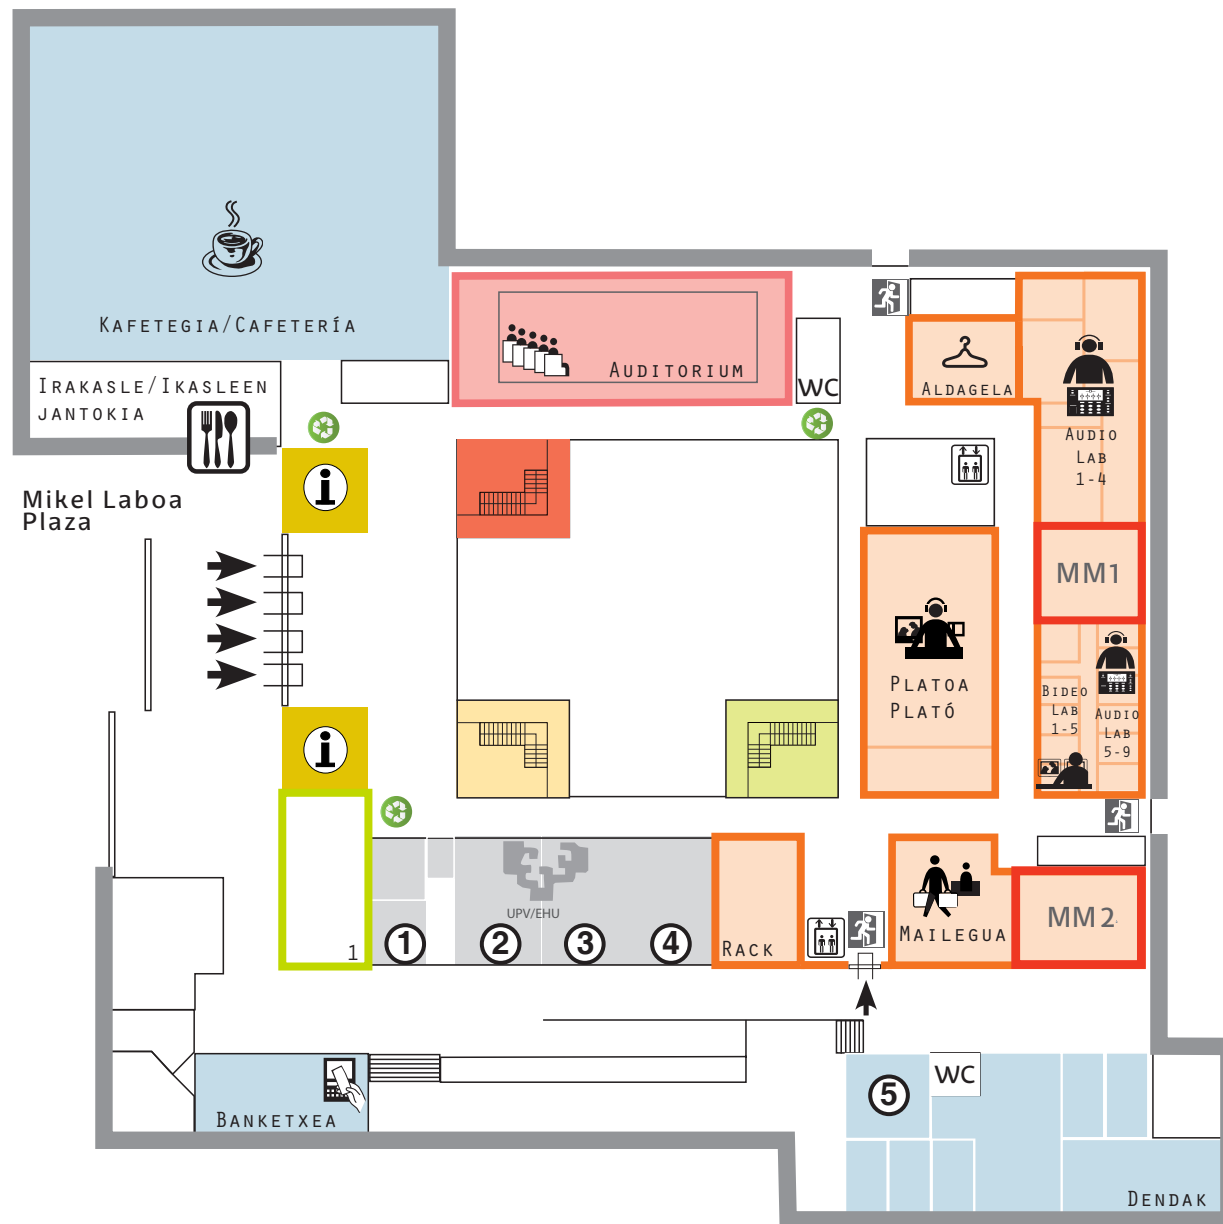 Kafetegia/Cafetería
Irakasle/Ikasleen
jantokia
Auditorium
WC
Aldagela
Audio
Lab
1-4
Mikel Laboa
Plaza
MM1
Platoa
Plató
Bideo
Lab
1-5
Audio
Lab
5-9
1
UPV/EHU
1
2
3
4
Rack
Mailegua
MM2
Banketxea
5
WC
Dendak